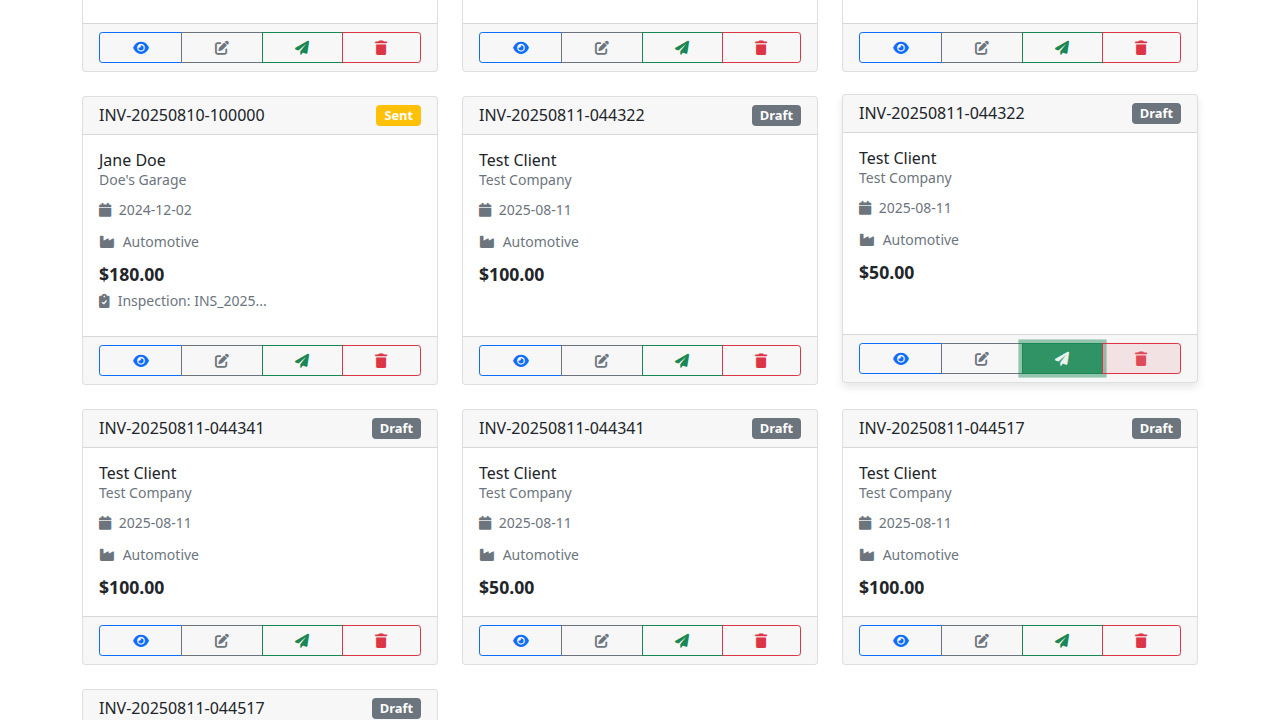 INV-20250810-100000 Sent
Jane Doe
Doe's Garage
2024-12-02
Automotive
$180.00
Inspection: INS_2025...
INV-20250811-044322 Draft
Test Client
Test Company
2025-08-11
Automotive
$100.00
INV-20250811-044322 Draft
Test Client
Test Company
2025-08-11
Automotive
$50.00
INV-20250811-044341 Draft
Test Client
Test Company
2025-08-11
Automotive
$100.00
INV-20250811-044341 Draft
Test Client
Test Company
2025-08-11
Automotive
$50.00
INV-20250811-044517 Draft
Test Client
Test Company
2025-08-11
Automotive
$100.00
INV-20250811-044517 Draft